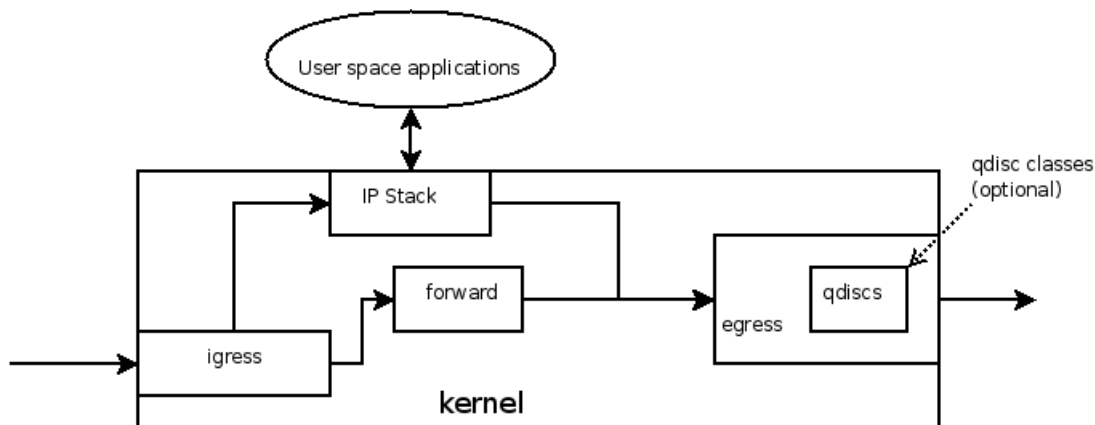 User space applications
qdisc classes
(optional)
IP Stack
forward
qdiscs
egress
igress
kernel